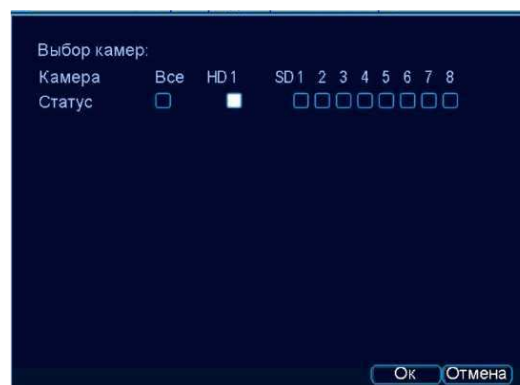 Выбор камер:
Камера Все HD1 SD1 2 3 4 5 6 7 8
Статус
Ок Отмена